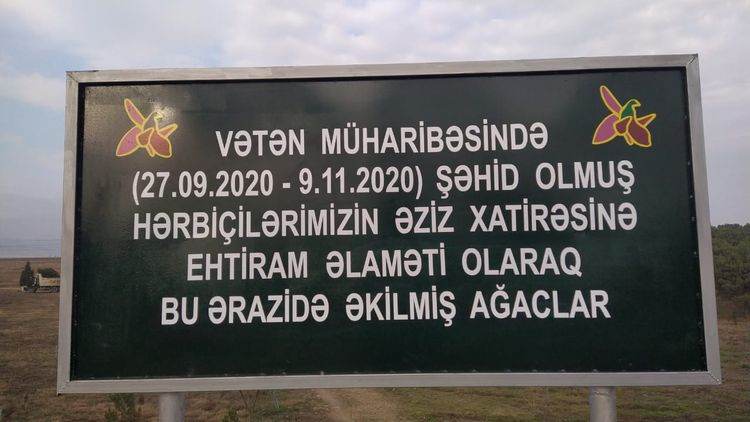 VƏTƏN MÜHARİBƏSİNDƏ
(27.09.2020 - 9.11.2020) ŞƏHİD OLMUŞ
HƏRBİÇİLƏRİMİZİN ƏZİZ XATİRƏSİNƏ
EHTİRAM ƏLAMƏTİ OLARAQ
BU ƏRAZİDƏ ƏKİLMİŞ AĞACLAR